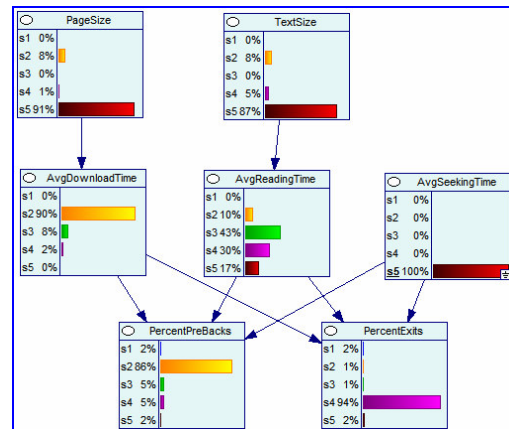 PageSize
s1 0%
s2 8%
s3 0%
s4 1%
s5 91%
TextSize
s1 0%
s2 8%
s3 0%
s4 5%
s5 87%
AvgDownloadTime
s1 0%
s2 90%
s3 8%
s4 2%
s5 0%
AvgReadingTime
s1 0%
s2 10%
s3 43%
s4 30%
s5 17%
AvgSeekingTime
s1 0%
s2 0%
s3 0%
s4 0%
s5 100%
PercentPreBacks
s1 2%
s2 86%
s3 5%
s4 5%
s5 2%
PercentExits
s1 2%
s2 1%
s3 1%
s4 94%
s5 2%